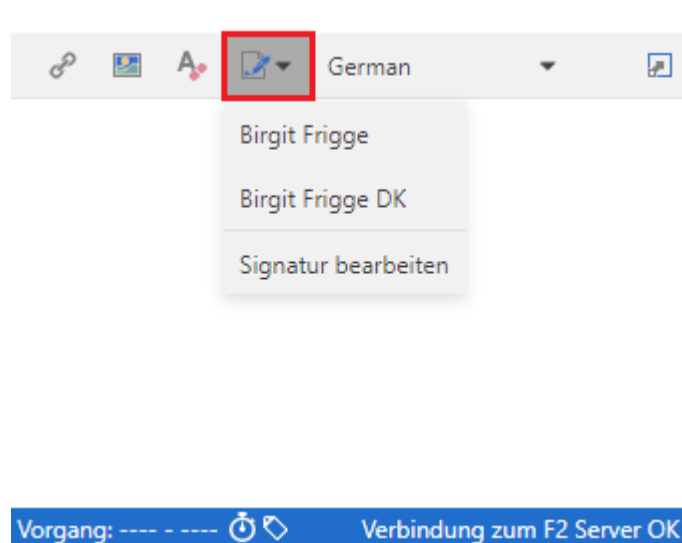 German
Birgit Frigge
Birgit Frigge DK
Signatur bearbeiten
Vorgang: ---- - ---- Verbindung zum F2 Server OK